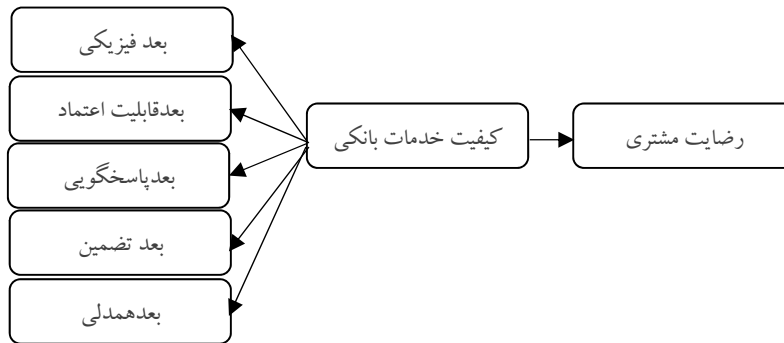 بعد فیزیکی
بعدقابلیت اعتماد
بعدپاسخگویی
بعد تضمین
بعدهمدلی
کیفیت خدمات بانکی
رضایت مشتری